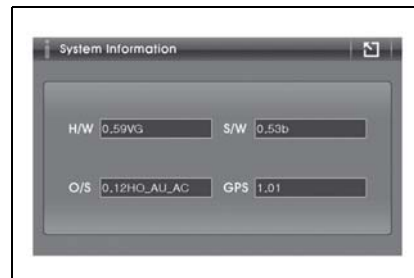 System Information
H/W 0.59VG S/W 0.53b
O/S 0.12HO_AU_AC GPS 1.01